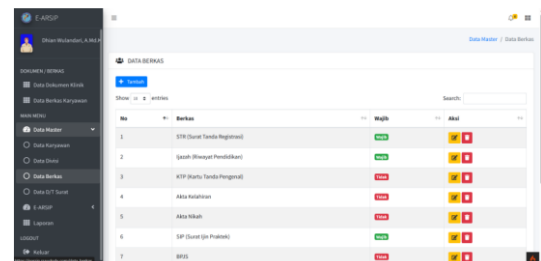 E-ARSIP
Dhian Wulandari, A.Md.P
Data Master / Data Berkas
DATA BERKAS
DOKUMEN / BERKAS
Data Dokumen Klinik
Data Berkas Karyawan
MAIN MENU
Data Master
Data Karyawan
Data Divisi
Data Berkas
Data D/T Surat
E-ARSIP
Laporan
LOGOUT
Keluar
+ Tambah
Show 10 entries
Search:
No Berkas Wajib Aksi
1 STR (Surat Tanda Registrasi) Wajib
2 Ijazah (Riwayat Pendidikan) Wajib
3 KTP (Kartu Tanda Pengenal) Tidak
4 Akta Kelahiran Tidak
5 Akta Nikah Tidak
6 SIP (Surat Ijin Praktek) Wajib
7 BPJS Tidak